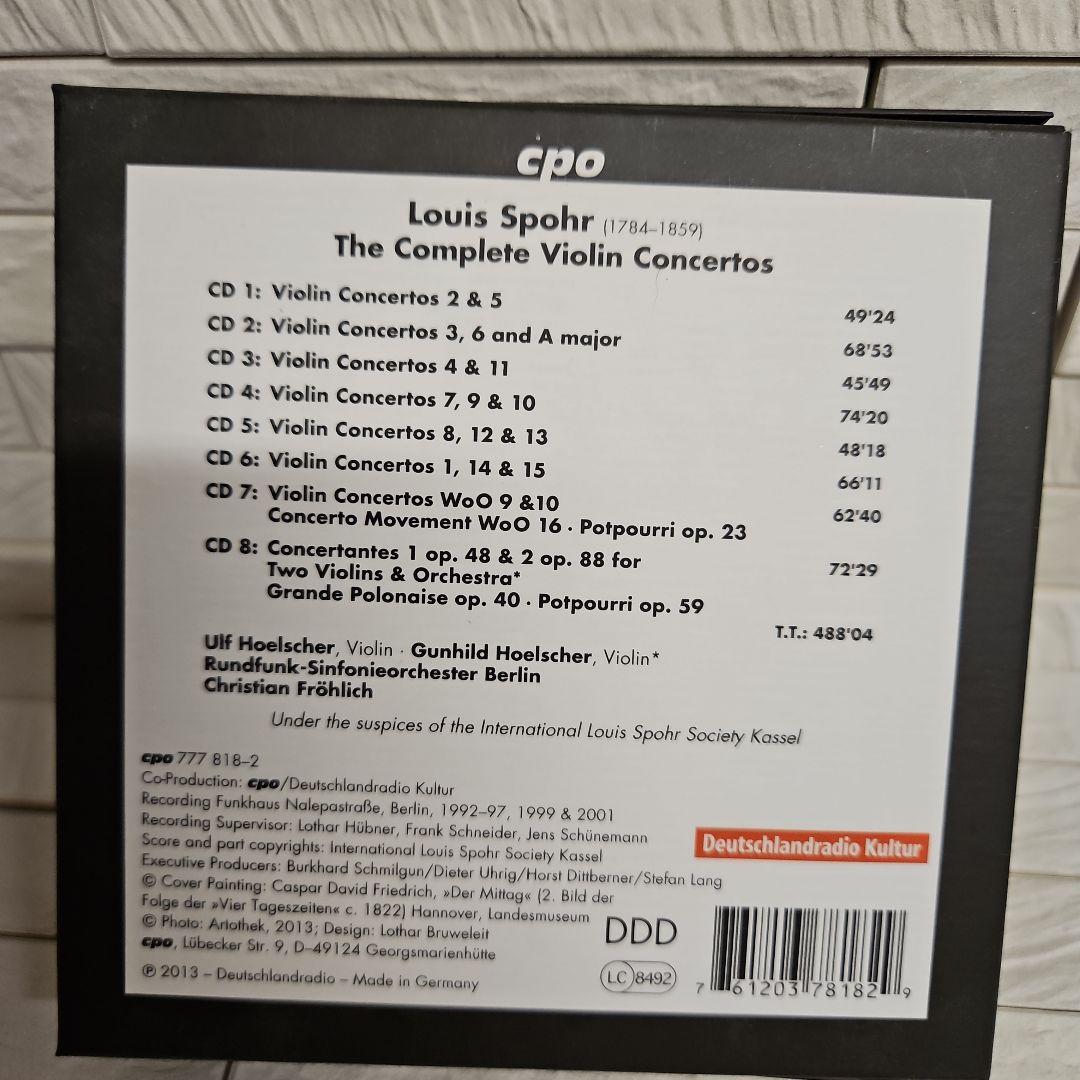 cpo
Louis Spohr (1784–1859)
The Complete Violin Concertos
CD 1: Violin Concertos 2 & 5 49'24
CD 2: Violin Concertos 3, 6 and A major 68'53
CD 3: Violin Concertos 4 & 11 45'49
CD 4: Violin Concertos 7, 9 & 10 74'20
CD 5: Violin Concertos 8, 12 & 13 48'18
CD 6: Violin Concertos 1, 14 & 15 66'11
CD 7: Violin Concertos WoO 9 &10 62'40
Concerto Movement WoO 16 · Potpourri op. 23
CD 8: Concertantes 1 op. 48 & 2 op. 88 for 72'29
Two Violins & Orchestra*
Grande Polonaise op. 40 · Potpourri op. 59
T.T.: 488'04
Ulf Hoelscher, Violin · Gunhild Hoelscher, Violin*
Rundfunk-Sinfonieorchester Berlin
Christian Fröhlich
Under the suspices of the International Louis Spohr Society Kassel
cpo 777 818–2
Co-Production: cpo/Deutschlandradio Kultur
Recording Funkhaus Nalepastraße, Berlin, 1992–97, 1999 & 2001
Recording Supervisor: Lothar Hübner, Frank Schneider, Jens Schünemann
Score and part copyrights: International Louis Spohr Society Kassel
Executive Producers: Burkhard Schmilgun/Dieter Uhrig/Horst Dittberner/Stefan Lang
© Cover Painting: Caspar David Friedrich, »Der Mittag« (2. Bild der
Folge der »Vier Tageszeiten« c. 1822) Hannover, Landesmuseum
© Photo: Artothek, 2013; Design: Lothar Bruweleit
cpo, Lübecker Str. 9, D–49124 Georgsmarienhütte
℗ 2013 – Deutschlandradio – Made in Germany
Deutschlandradio Kultur
DDD
LC 8492
7 61203 78182 9